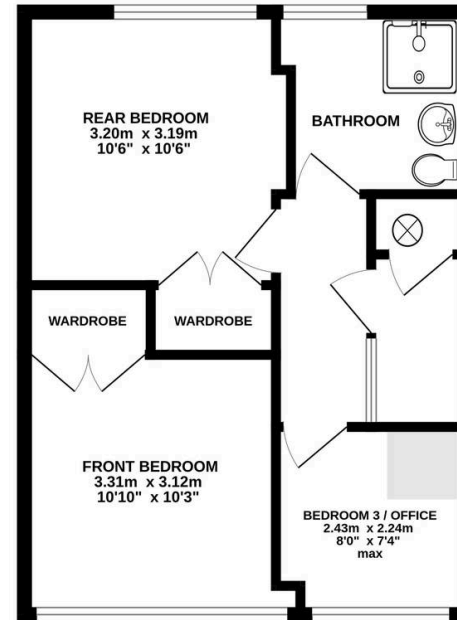 REAR BEDROOM
3.20m x 3.19m
10'6" x 10'6"
BATHROOM
WARDROBE
WARDROBE
FRONT BEDROOM
3.31m x 3.12m
10'10" x 10'3"
BEDROOM 3 / OFFICE
2.43m x 2.24m
8'0" x 7'4"
max